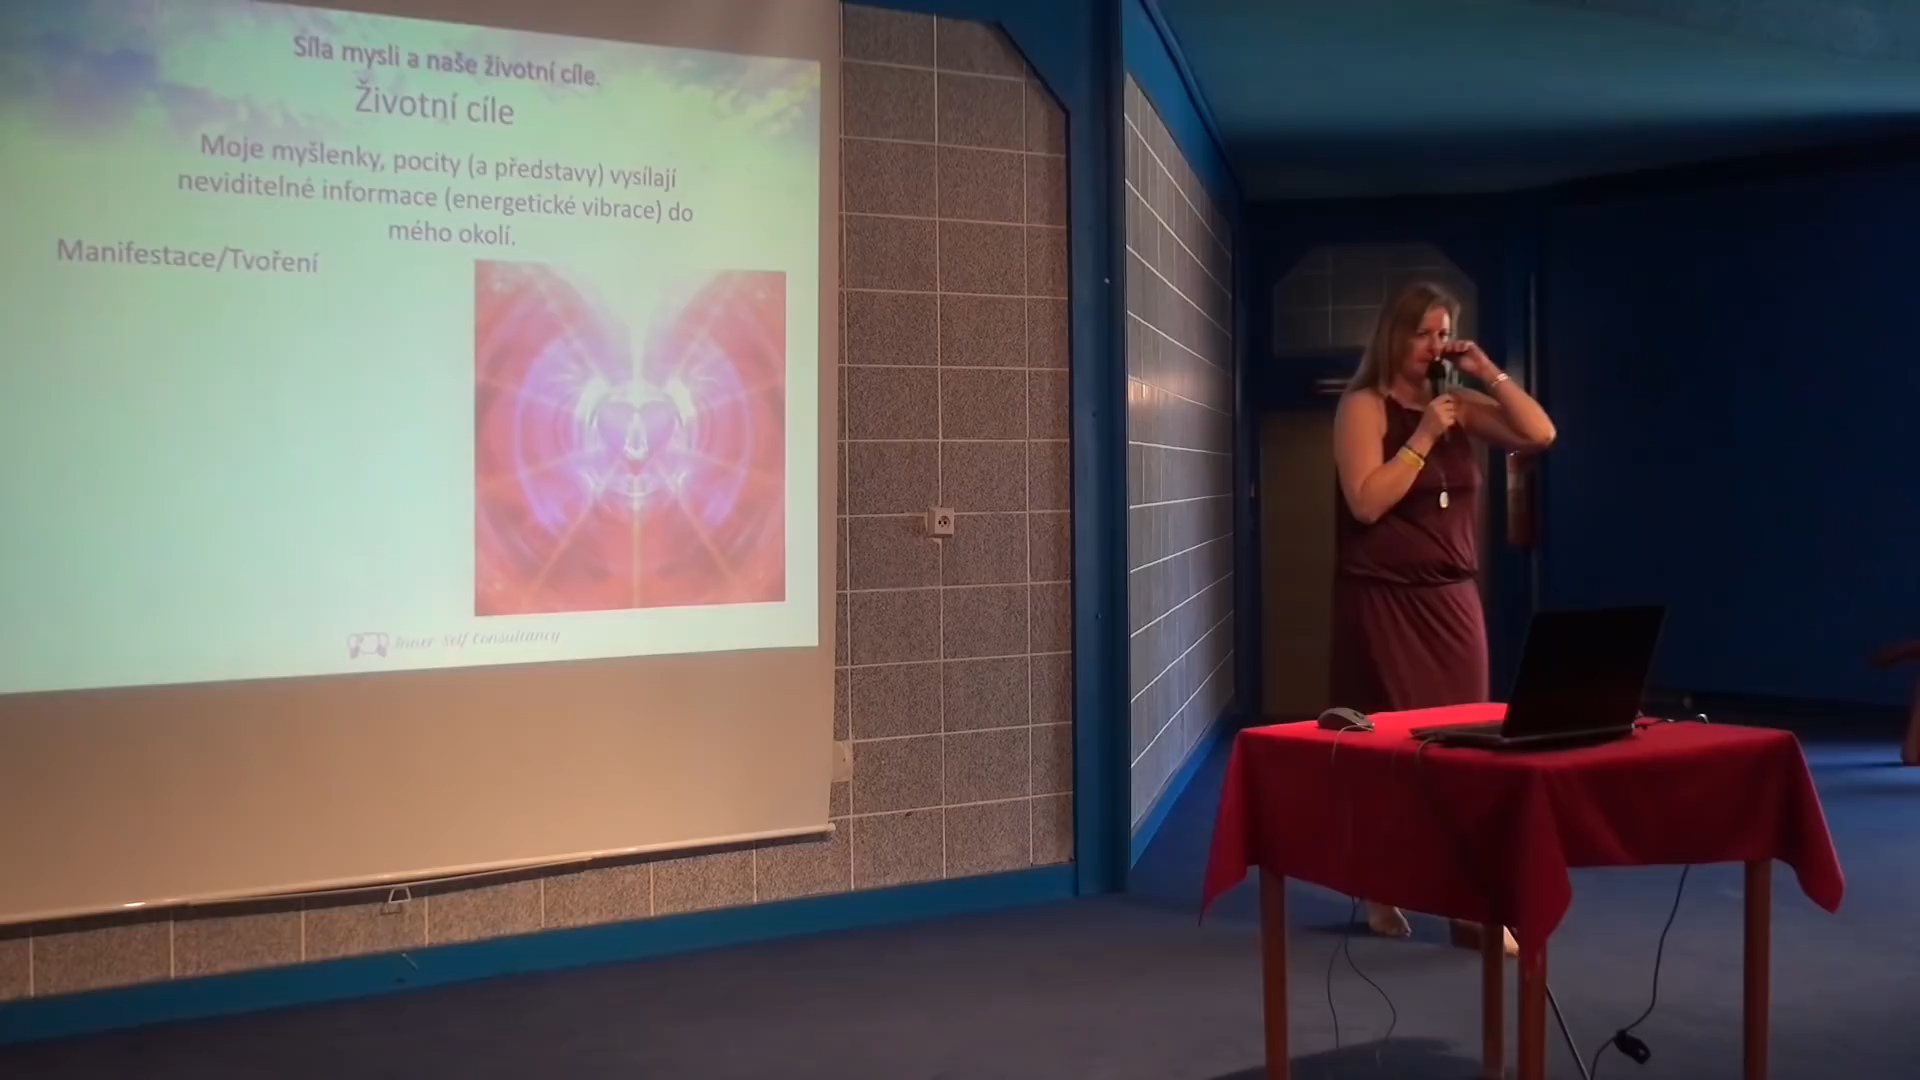 Síla mysli a naše životní cíle.
Životní cíle
Moje myšlenky, pocity (a představy) vysílají
neviditelné informace (energetické vibrace) do
mého okolí.
Manifestace/Tvoření
Inner Self Consultancy